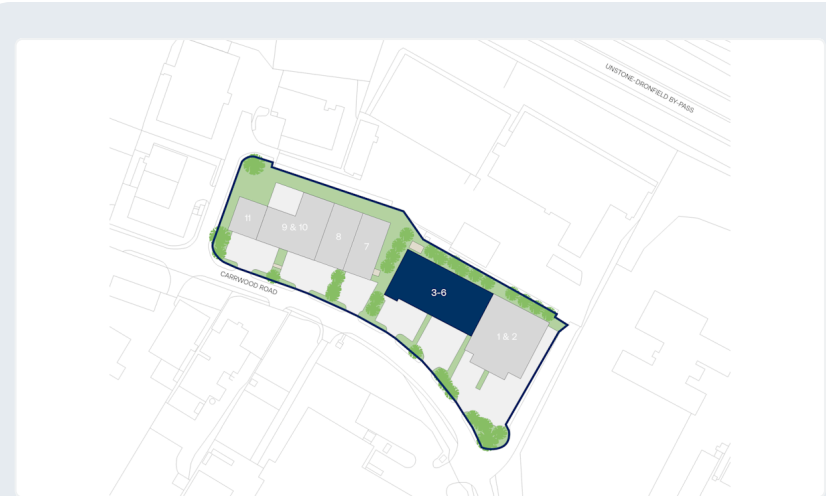 UNSTONE-DRONFIELD BY-PASS
11
9 & 10
8
7
CARRWOOD ROAD
3-6
1 & 2